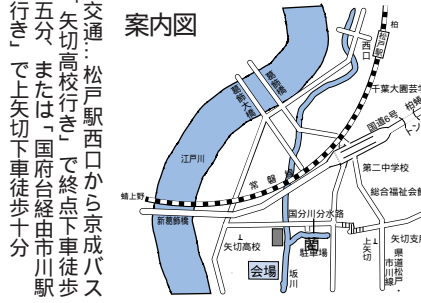 案内図
交通…松戸駅西口から京成バス
「矢切高校行き」で終点下車徒歩
五分、または「国府台経由市川駅
行き」で上矢切下車徒歩十分
柏
松戸駅
西口
葛飾橋
葛飾大橋
千葉大園芸
国道6号
江戸川
常磐線
第二中学校
総合福祉会
上野
新葛飾橋
国分川分水路
矢切高校
駐車場
上矢切
矢切支
県道松戸・
市川線
会場
坂川